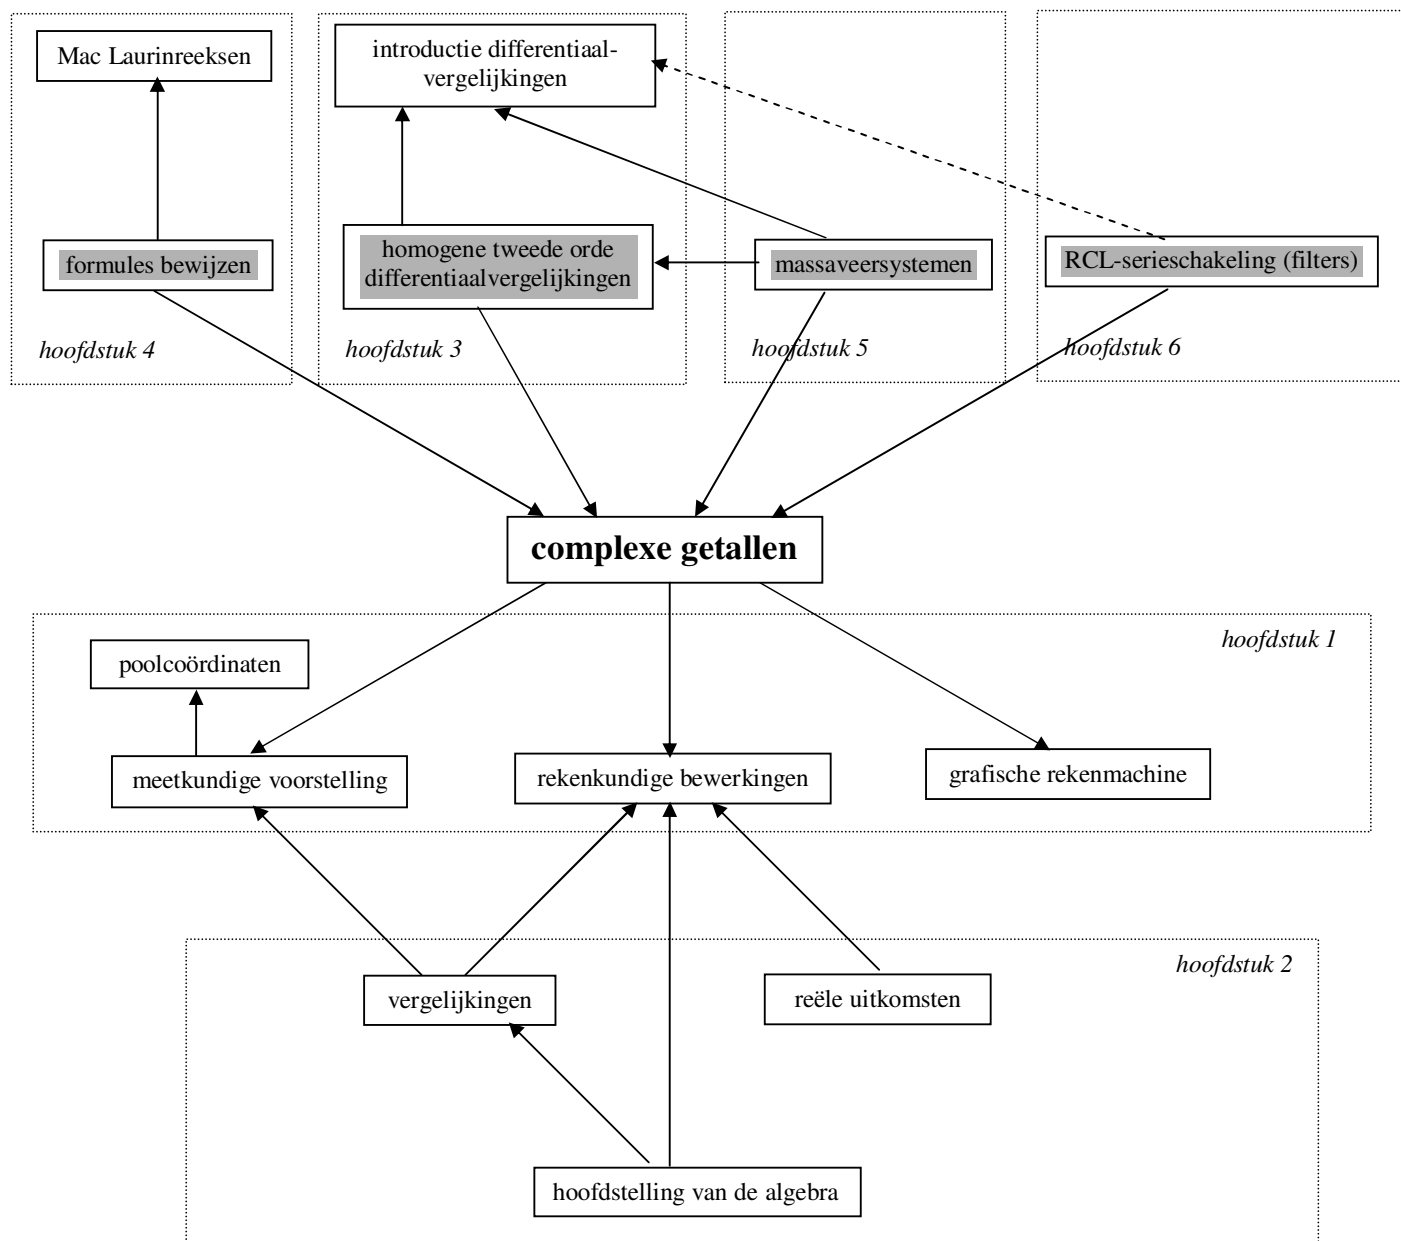 Mac Laurinreeksen
introductie differentiaal-
vergelijkingen
formules bewijzen
homogene tweede orde
differentiaalvergelijkingen
massaveersystemen
RCL-serieschakeling (filters)
hoofdstuk 4
hoofdstuk 3
hoofdstuk 5
hoofdstuk 6
complexe getallen
hoofdstuk 1
poolcoördinaten
meetkundige voorstelling
rekenkundige bewerkingen
grafische rekenmachine
hoofdstuk 2
vergelijkingen
reële uitkomsten
hoofdstelling van de algebra